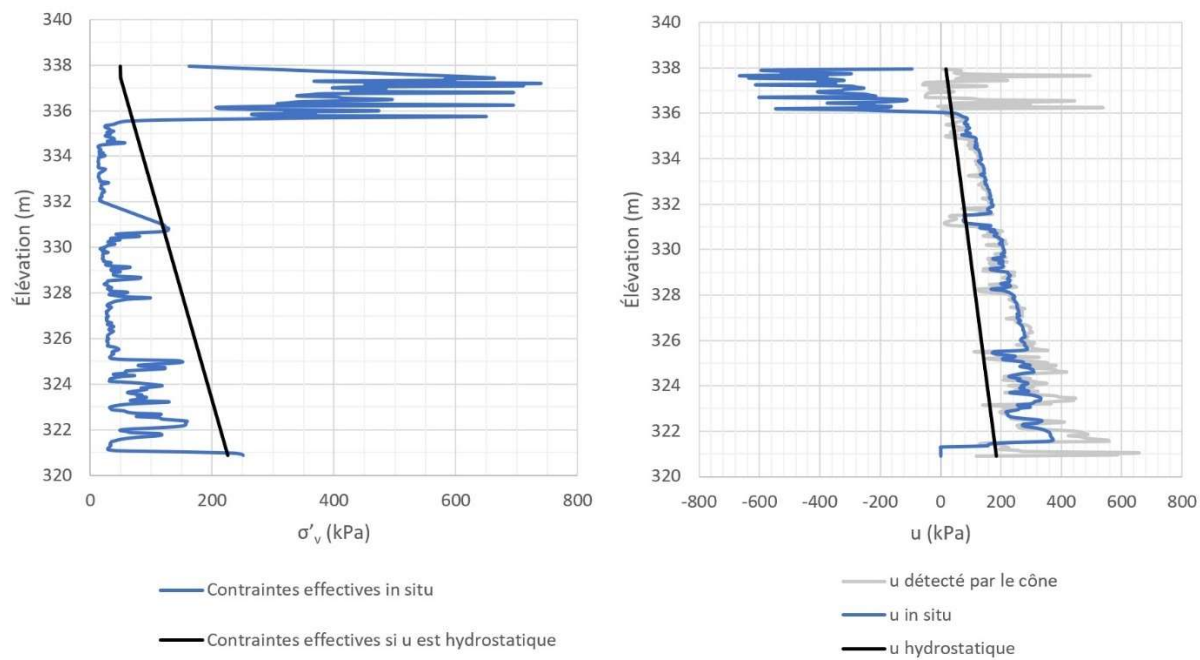 340
338
336
334
332
330
328
326
324
322
320
Élévation (m)
0 200 400 600 800
σ'v (kPa)
Contraintes effectives in situ
Contraintes effectives si u est hydrostatique
340
338
336
334
332
330
328
326
324
322
320
Élévation (m)
-800 -600 -400 -200 0 200 400 600 800
u (kPa)
u détecté par le cône
u in situ
u hydrostatique